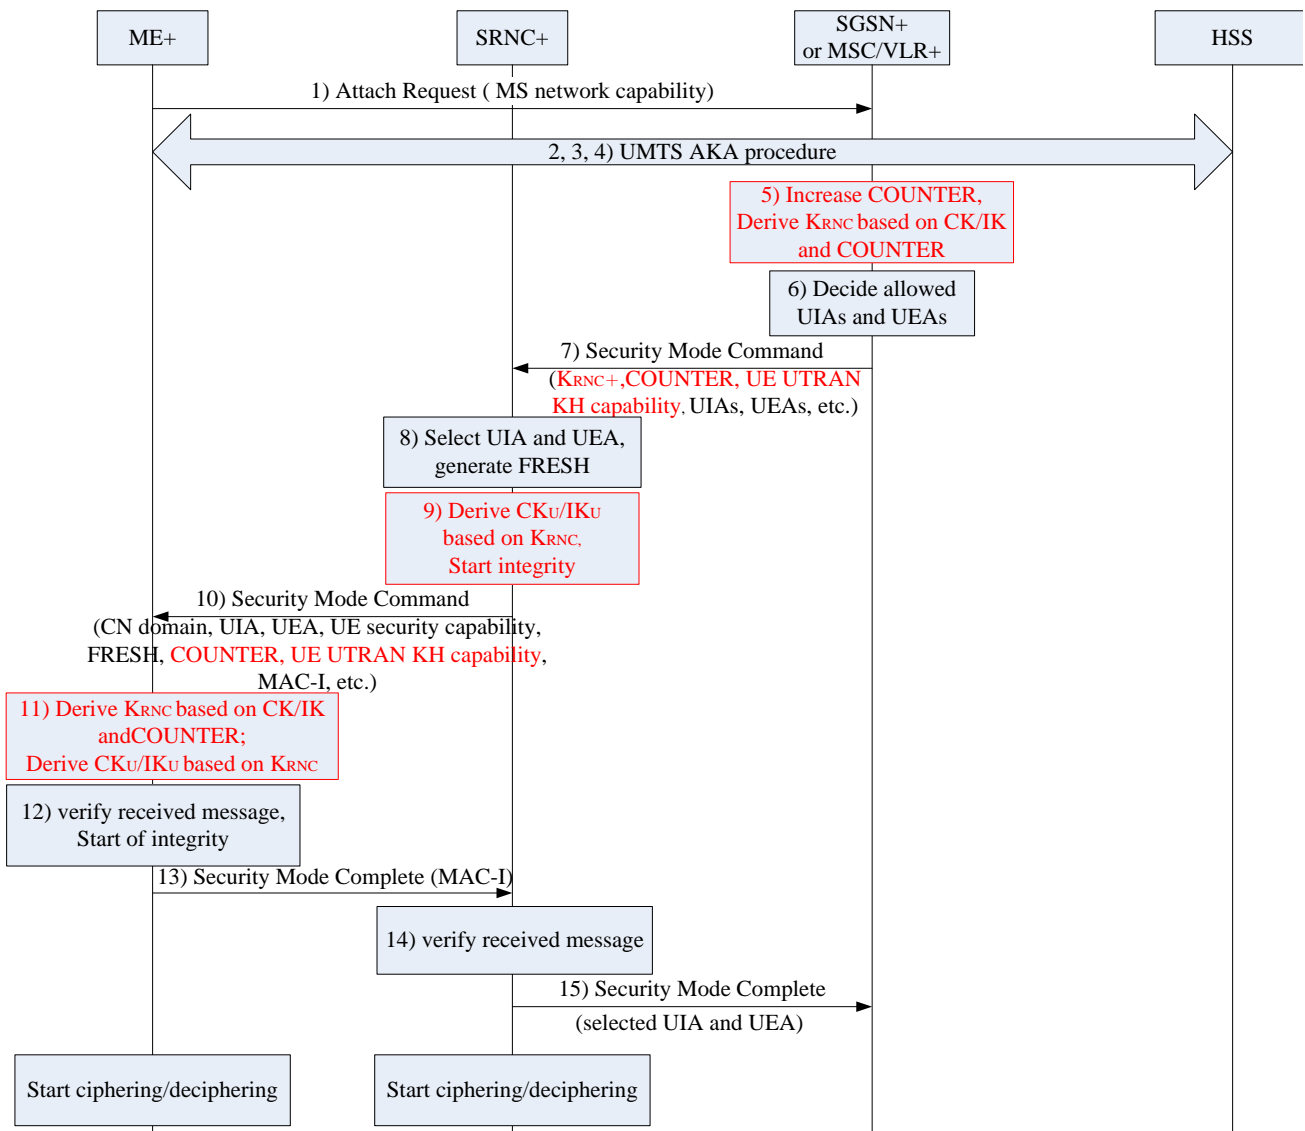 ME+
SRNC+
SGSN+
or MSC/VLR+
HSS
1) Attach Request ( MS network capability)
2, 3, 4) UMTS AKA procedure
5) Increase COUNTER,
Derive KRNC based on CK/IK
and COUNTER
6) Decide allowed
UIAs and UEAs
7) Security Mode Command
(KRNC+,COUNTER, UE UTRAN
KH capability, UIAs, UEAs, etc.)
8) Select UIA and UEA,
generate FRESH
9) Derive CKU/IKU
based on KRNC,
Start integrity
10) Security Mode Command
(CN domain, UIA, UEA, UE security capability,
FRESH, COUNTER, UE UTRAN KH capability,
MAC-I, etc.)
11) Derive KRNC based on CK/IK
andCOUNTER;
Derive CKU/IKU based on KRNC
12) verify received message,
Start of integrity
13) Security Mode Complete (MAC-I)
14) verify received message
15) Security Mode Complete
(selected UIA and UEA)
Start ciphering/deciphering
Start ciphering/deciphering